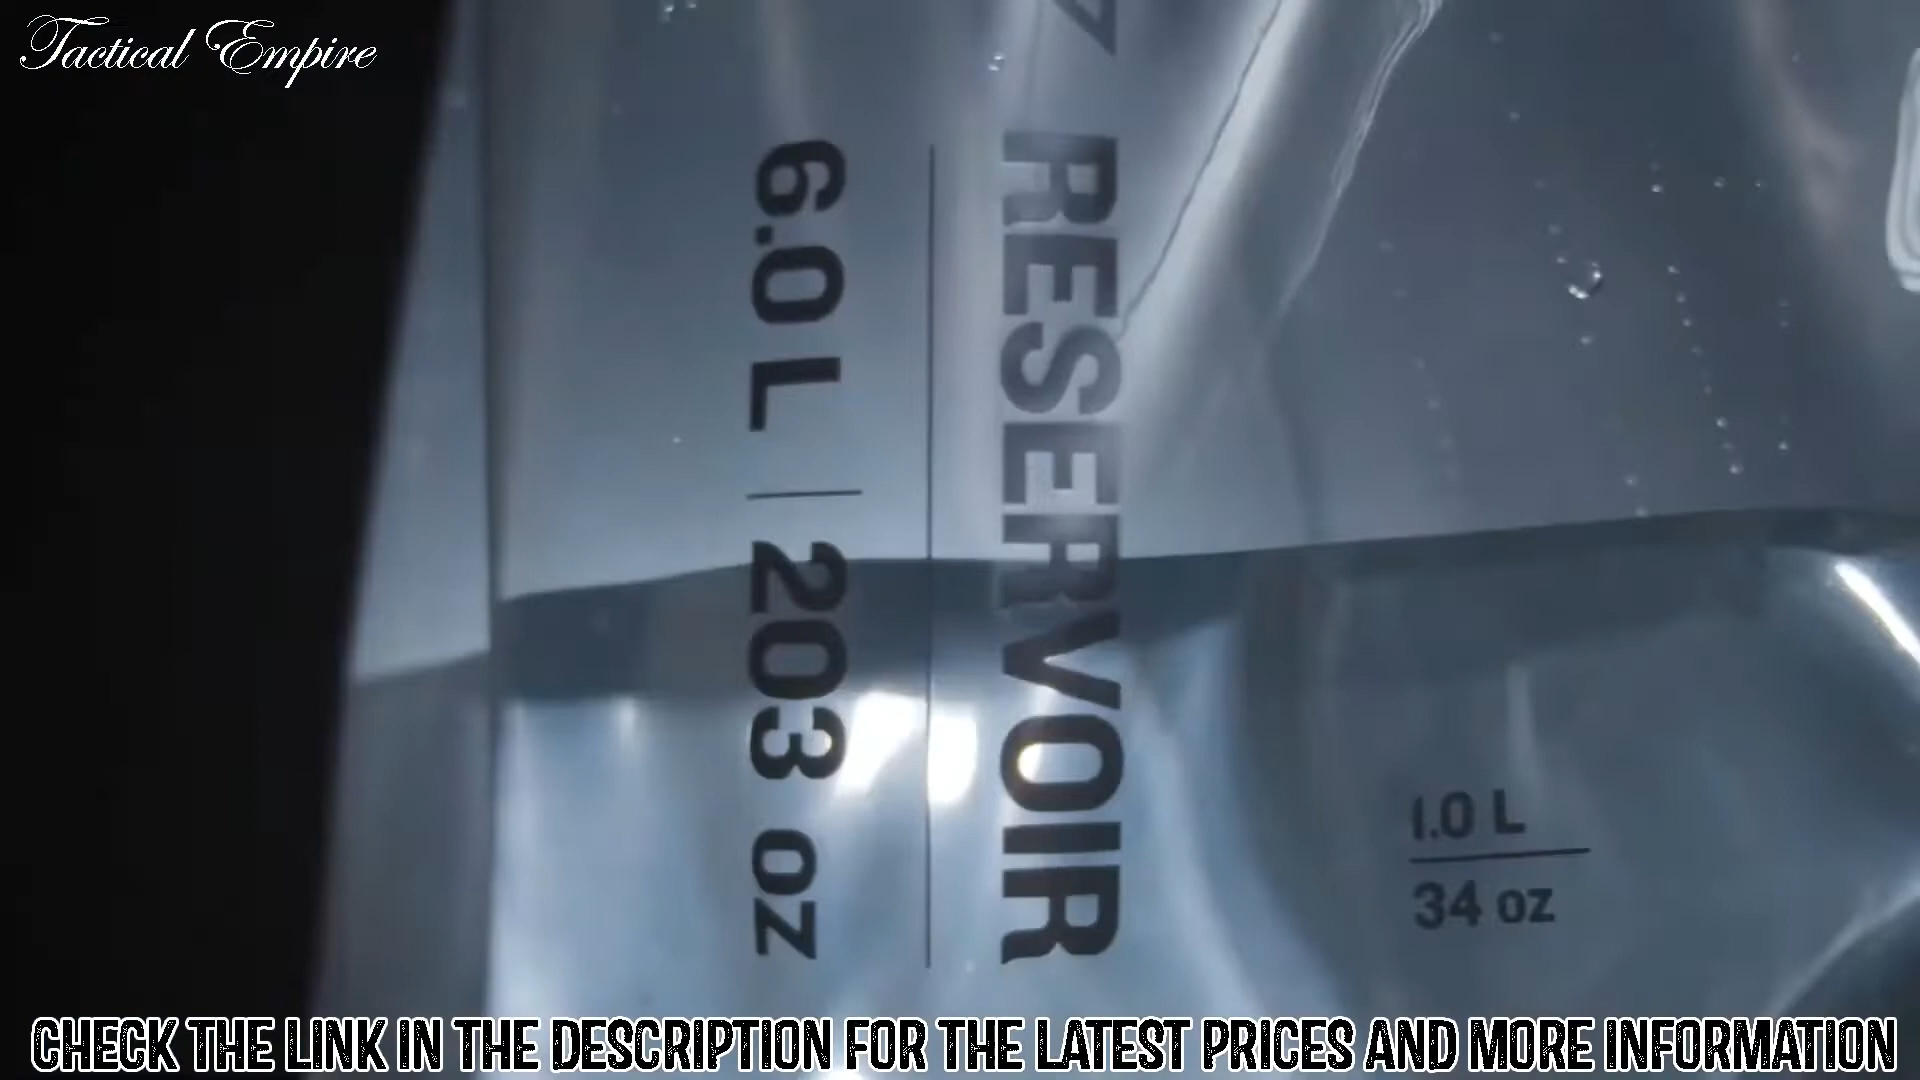 Tactical Empire
RESERVOIR
6.0 L | 203 oz
1.0 L
34 oz
CHECK THE LINK IN THE DESCRIPTION FOR THE LATEST PRICES AND MORE INFORMATION